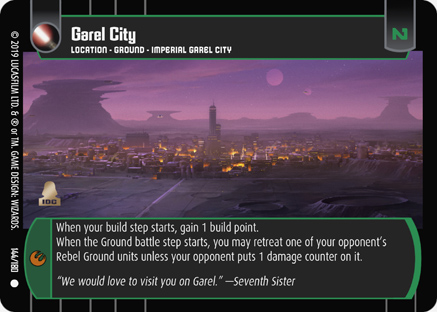 Garel City
N
LOCATION - GROUND - IMPERIAL GAREL CITY
© 2019 LUCASFILM LTD. & ® or TM. GAME DESIGN: WIZARDS.
144/180
When your build step starts, gain 1 build point.
When the Ground battle step starts, you may retreat one of your opponent's
Rebel Ground units unless your opponent puts 1 damage counter on it.
"We would love to visit you on Garel." —Seventh Sister